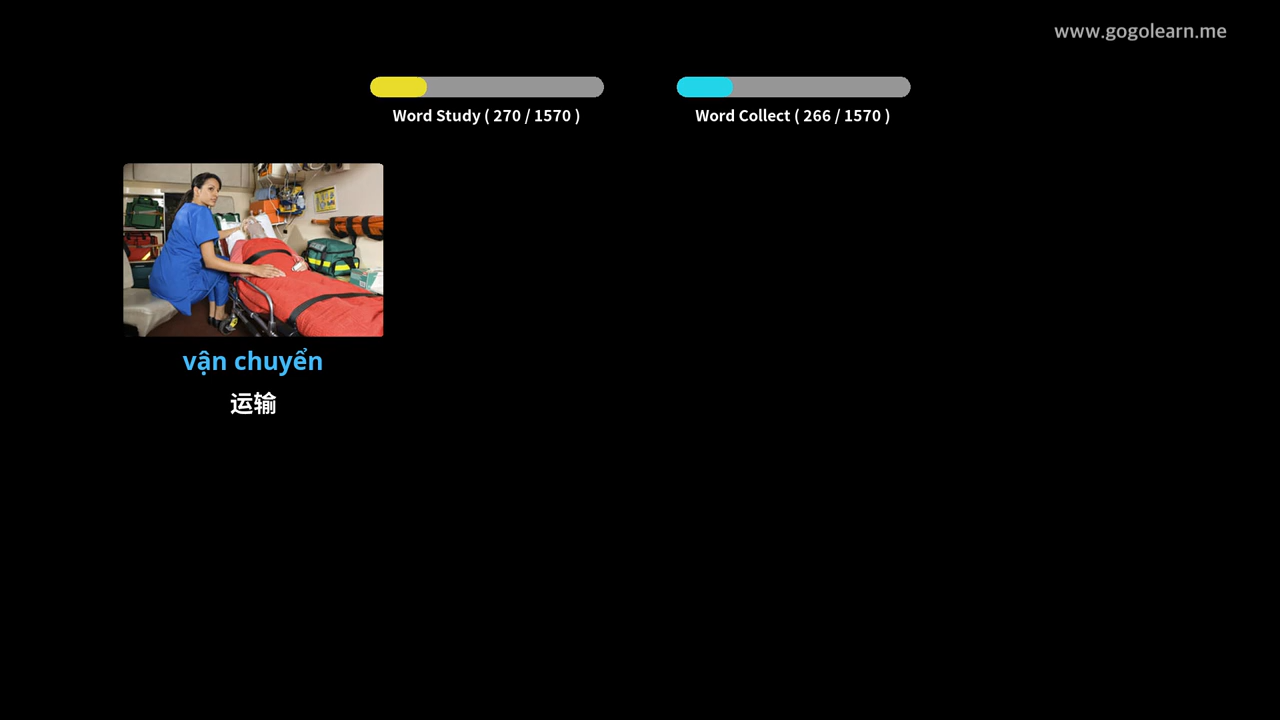 www.gogolearn.me
Word Study ( 270 / 1570 )
Word Collect ( 266 / 1570 )
vận chuyển
运输